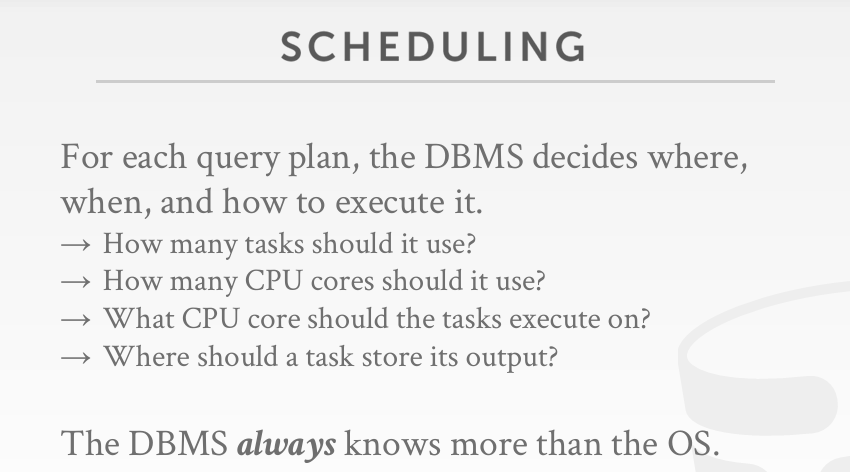 SCHEDULING
For each query plan, the DBMS decides where,
when, and how to execute it.
→ How many tasks should it use?
→ How many CPU cores should it use?
→ What CPU core should the tasks execute on?
→ Where should a task store its output?
The DBMS always knows more than the OS.